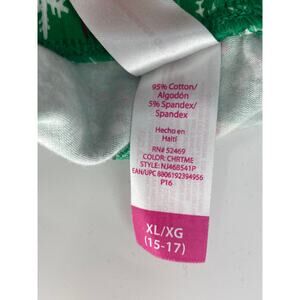 95% Cotton/
Algodón
5% Spandex/
Spandex
Hecho en
Haiti
RN# 52469
COLOR: CHRTME
STYLE: NJ468541P
EAN/UPC 8806192394956
P16
XL/XG
(15-17)